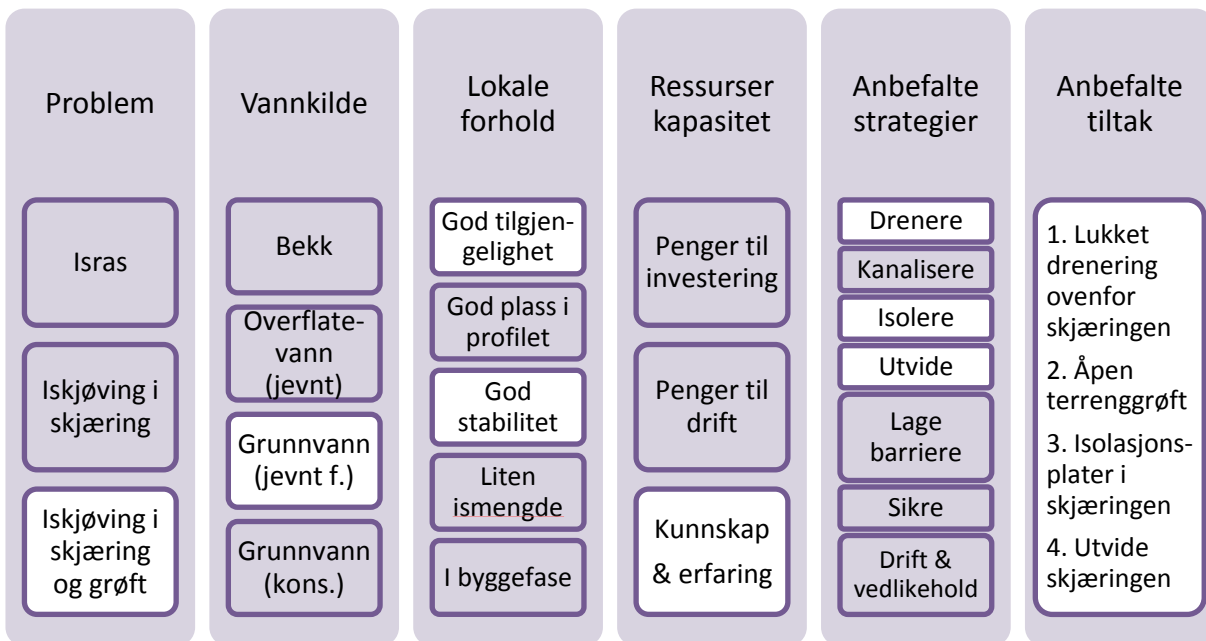 Problem
Isras
Iskjøving i
skjæring
Iskjøving i
skjæring
og grøft
Vannkilde
Bekk
Overflate-
vann
(jevnt)
Grunnvann
(jevnt f.)
Grunnvann
(kons.)
Lokale
forhold
God tilgjen-
gelighet
God plass i
profilet
God
stabilitet
Liten
ismengde
I byggefase
Ressurser
kapasitet
Penger til
investering
Penger til
drift
Kunnskap
& erfaring
Anbefalte
strategier
Drenere
Kanalisere
Isolere
Utvide
Lage
barriere
Sikre
Drift &
vedlikehold
Anbefalte
tiltak
1. Lukket
drenering
ovenfor
skjæringen
2. Åpen
terrenggrøft
3. Isolasjons-
plater i
skjæringen
4. Utvide
skjæringen